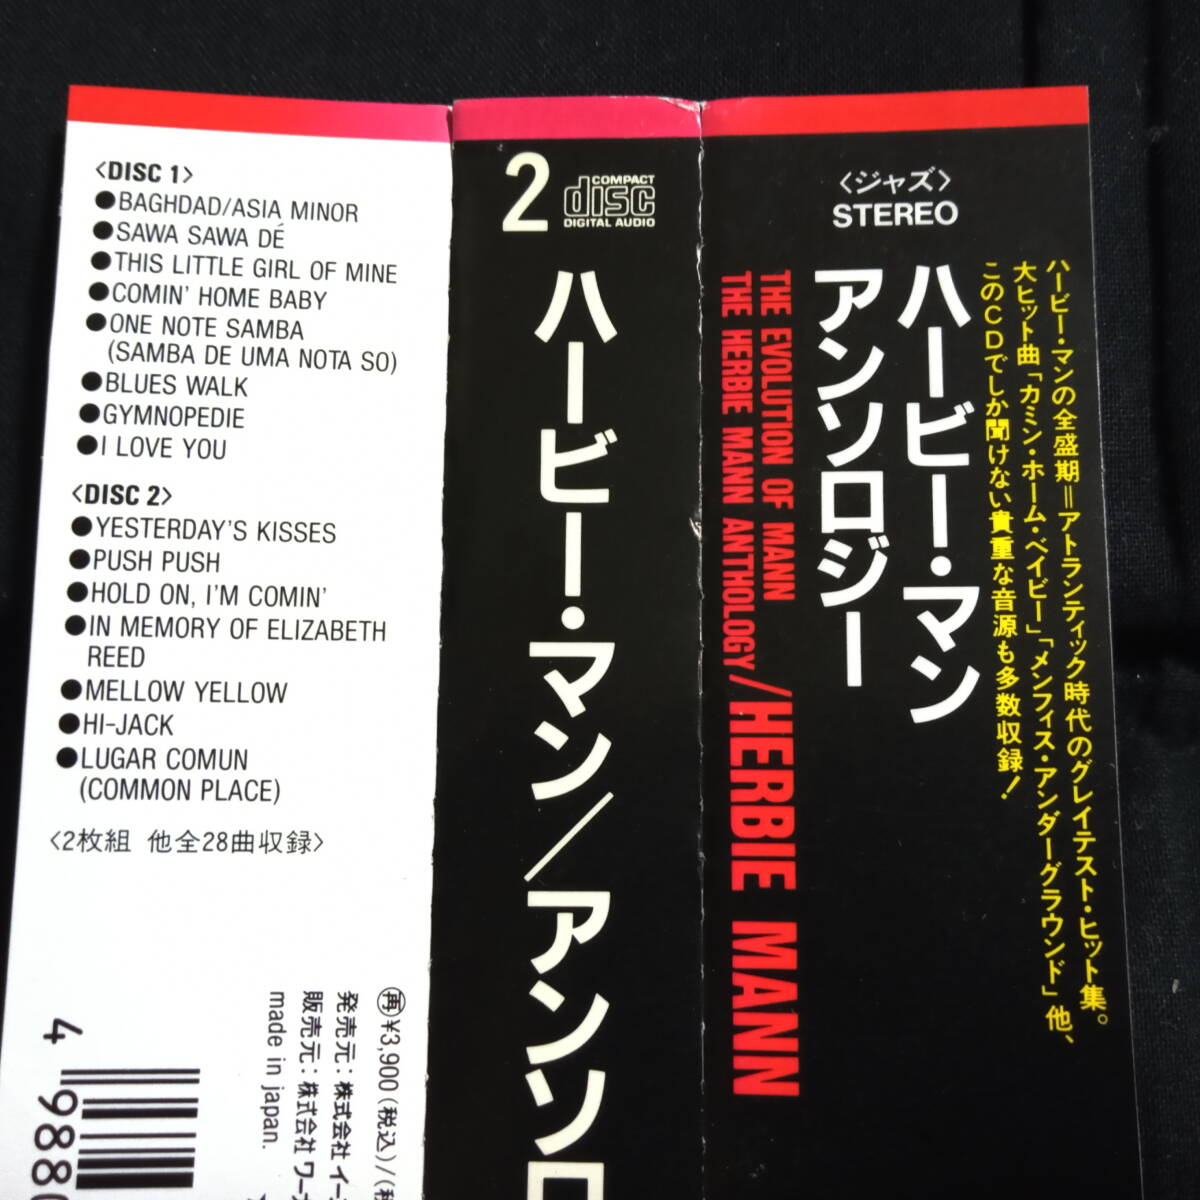 〈DISC 1〉
●BAGHDAD/ASIA MINOR
●SAWA SAWA DÉ
●THIS LITTLE GIRL OF MINE
●COMIN' HOME BABY
●ONE NOTE SAMBA
(SAMBA DE UMA NOTA SO)
●BLUES WALK
●GYMNOPEDIE
●I LOVE YOU
〈DISC 2〉
●YESTERDAY'S KISSES
●PUSH PUSH
●HOLD ON, I'M COMIN'
●IN MEMORY OF ELIZABETH
REED
●MELLOW YELLOW
●HI-JACK
●LUGAR COMUN
(COMMON PLACE)
〈2枚組 他全28曲収録〉
再¥3,900(税込)/(税
発売元：株式会社 イー
販売元：株式会社 ワー
made in japan.
4 988
2
COMPACT
disc
DIGITAL AUDIO
ハービー・マン/アンソロ
〈ジャズ〉
STEREO
ハービー・マン
アンソロジー
THE EVOLUTION OF MANN
THE HERBIE MANN ANTHOLOGY/HERBIE MANN
ハービー・マンの全盛期＝アトランティック時代のグレイテスト・ヒット集。
大ヒット曲「カミン・ホーム・ベイビー」「メンフィス・アンダーグラウンド」他、
このCDでしか聞けない貴重な音源も多数収録！